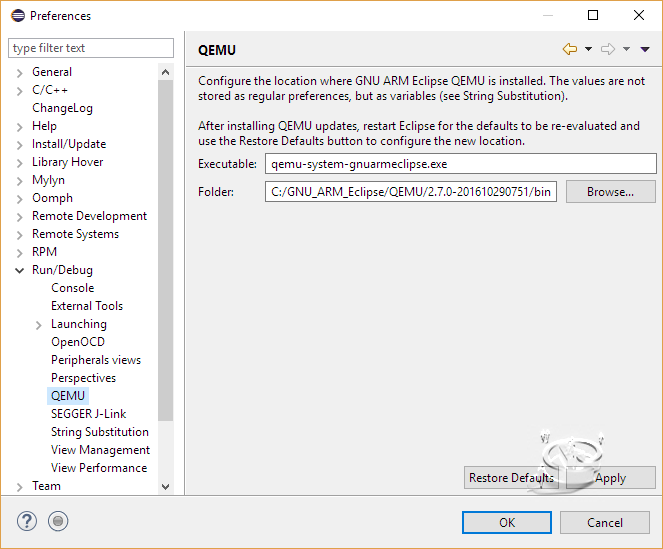 Preferences
type filter text
General
C/C++
ChangeLog
Help
Install/Update
Library Hover
Mylyn
Oomph
Remote Development
Remote Systems
RPM
Run/Debug
Console
External Tools
Launching
OpenOCD
Peripherals views
Perspectives
QEMU
SEGGER J-Link
String Substitution
View Management
View Performance
Team
QEMU
Configure the location where GNU ARM Eclipse QEMU is installed. The values are not
stored as regular preferences, but as variables (see String Substitution).
After installing QEMU updates, restart Eclipse for the defaults to be re-evaluated and
use the Restore Defaults button to configure the new location.
Executable: qemu-system-gnuarmeclipse.exe
Folder: C:/GNU_ARM_Eclipse/QEMU/2.7.0-201610290751/bin Browse...
Restore Defaults Apply
OK Cancel